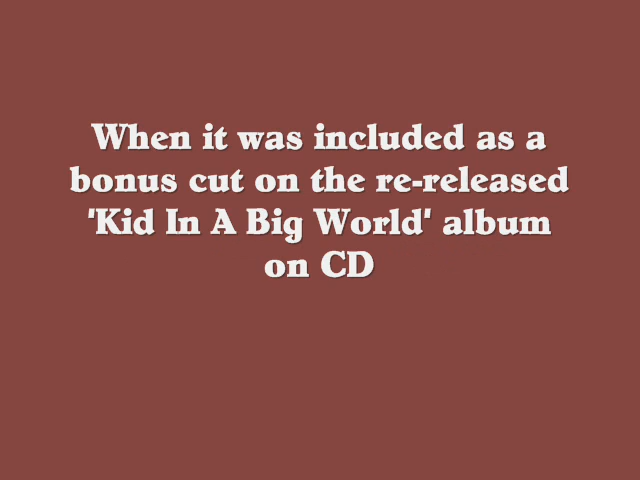 When it was included as a
bonus cut on the re-released
'Kid In A Big World' album
on CD